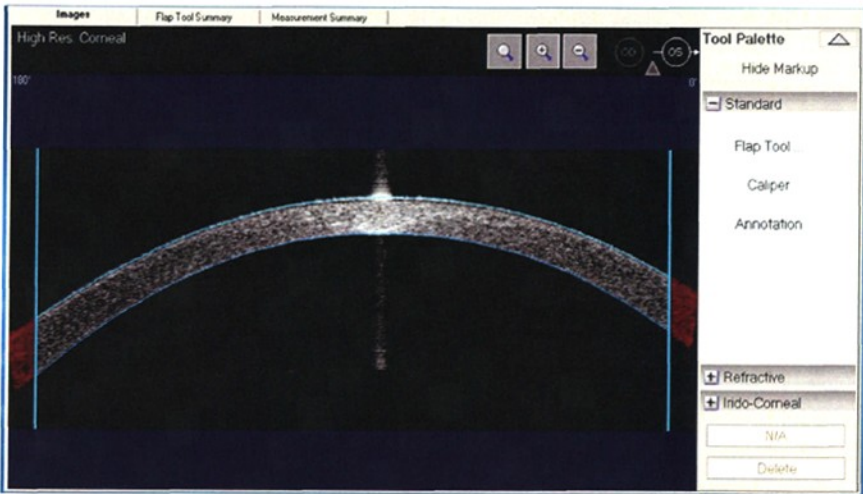 Images
Flap Tool Summary
Measurement Summary
High Res. Corneal
OD
OS
180°
0°
Tool Palette
Hide Markup
Standard
Flap Tool
Caliper
Annotation
Refractive
Irido-Corneal
N/A
Delete